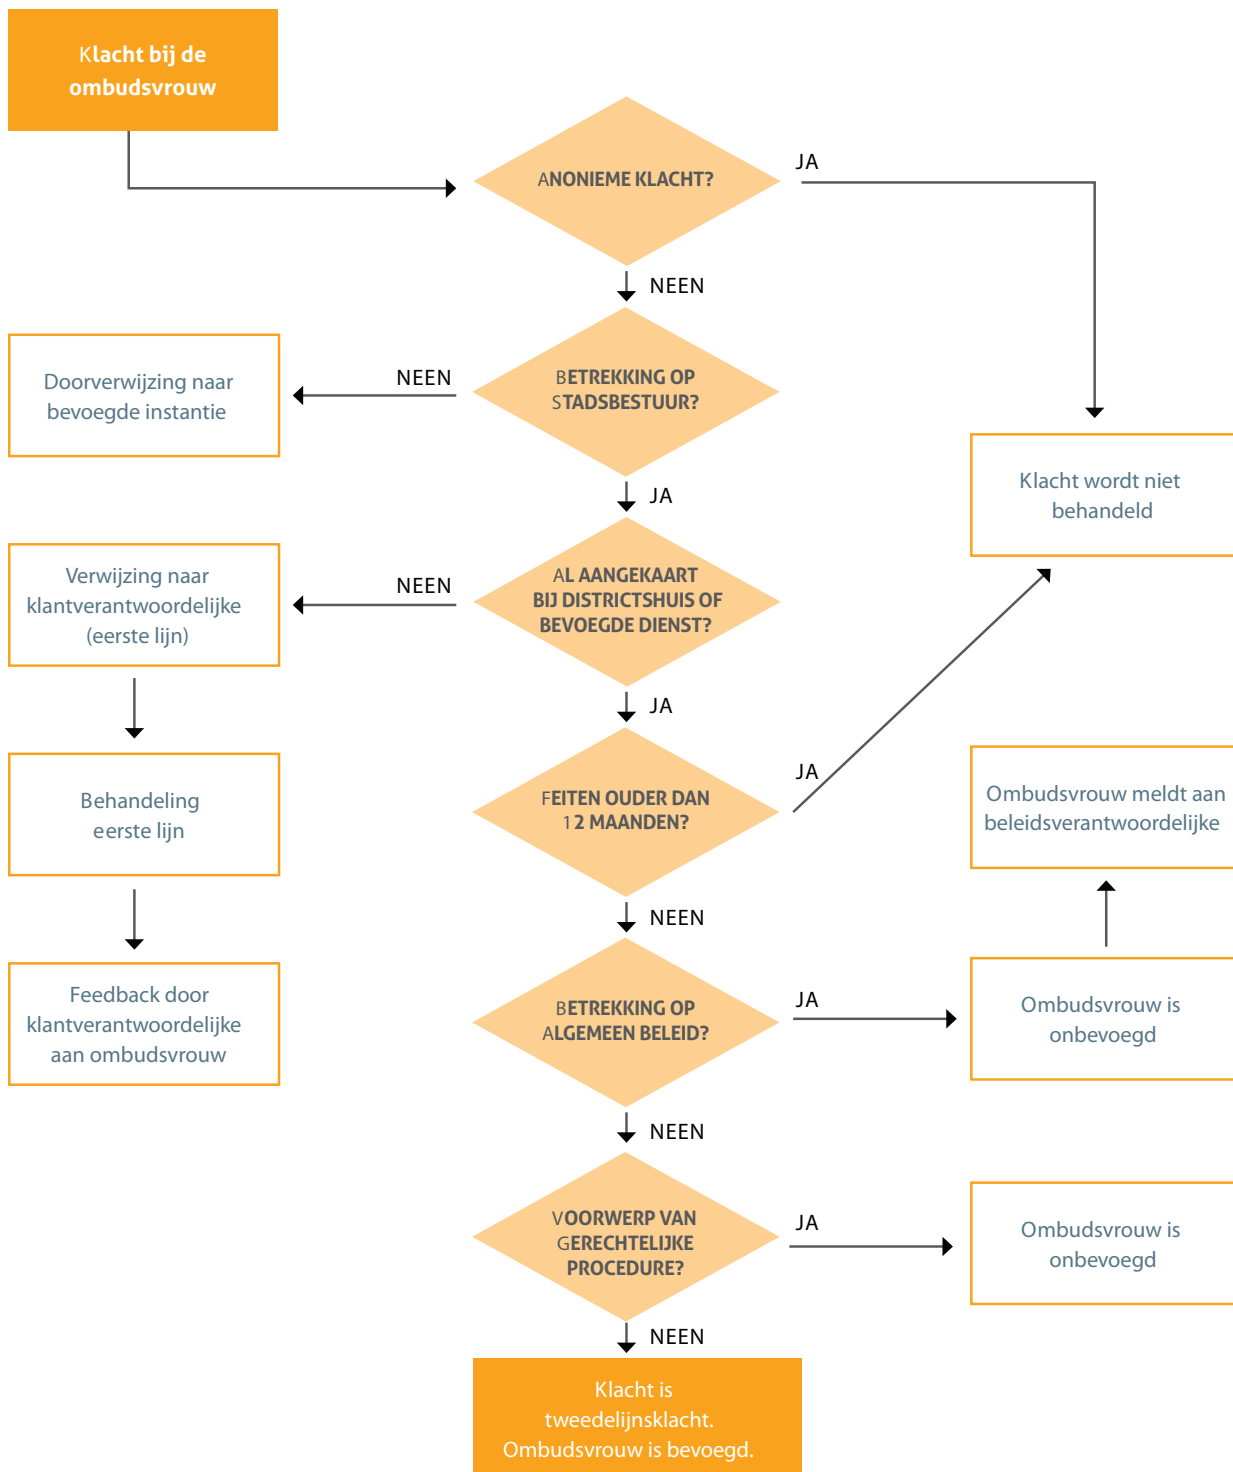 Klacht bij de
ombudsvrouw
ANONIEME KLACHT?
JA
NEEN
BETREKKING OP
STADSBESTUUR?
NEEN
Doorverwijzing naar
bevoegde instantie
JA
Klacht wordt niet
behandeld
AL AANGEKAART
BIJ DISTRICTSHUIS OF
BEVOEGDE DIENST?
NEEN
Verwijzing naar
klantverantwoordelijke
(eerste lijn)
JA
FEITEN OUDER DAN
12 MAANDEN?
JA
Behandeling
eerste lijn
Ombudsvrouw meldt aan
beleidsverantwoordelijke
NEEN
Feedback door
klantverantwoordelijke
aan ombudsvrouw
BETREKKING OP
ALGEMEEN BELEID?
JA
Ombudsvrouw is
onbevoegd
NEEN
VOORWERP VAN
GERECHTELIJKE
PROCEDURE?
JA
Ombudsvrouw is
onbevoegd
NEEN
Klacht is
tweedelijnsklacht.
Ombudsvrouw is bevoegd.